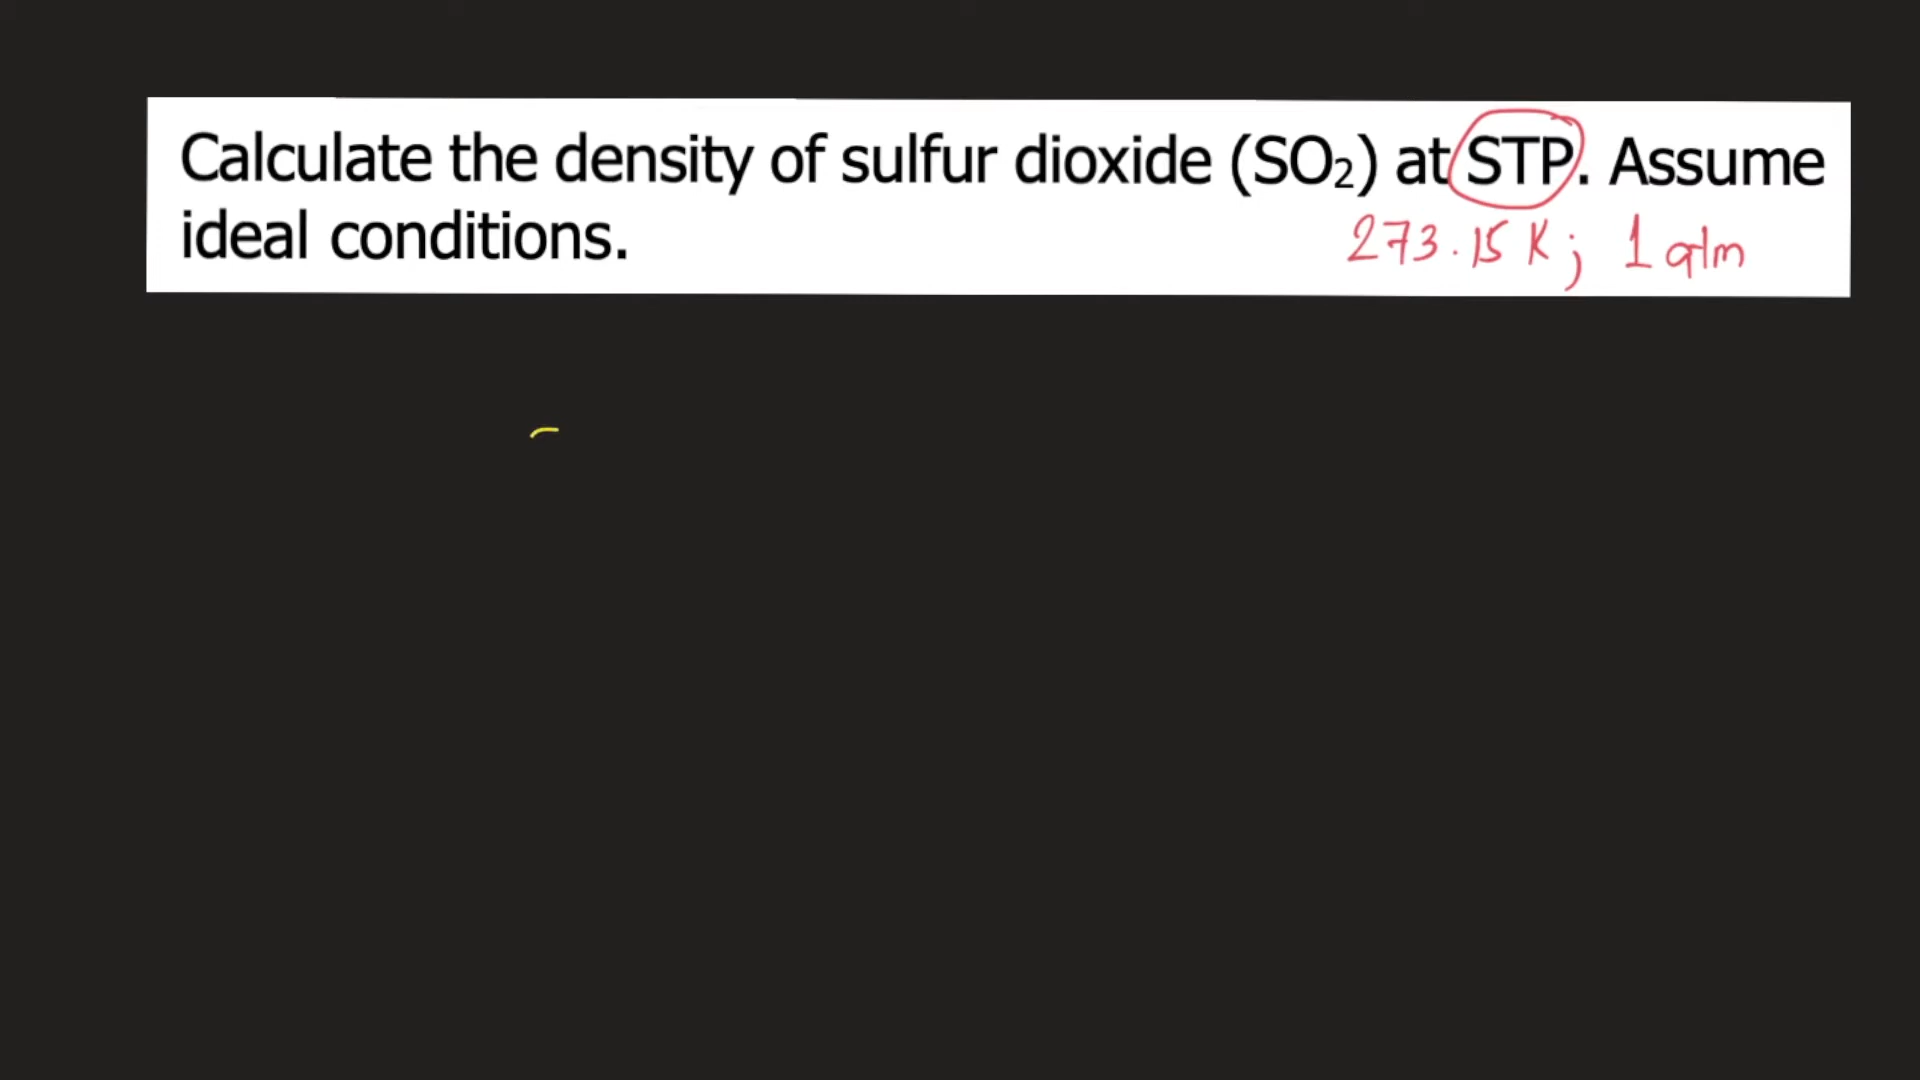 Calculate the density of sulfur dioxide (SO₂) at STP. Assume
ideal conditions.
273.15 K; 1 atm